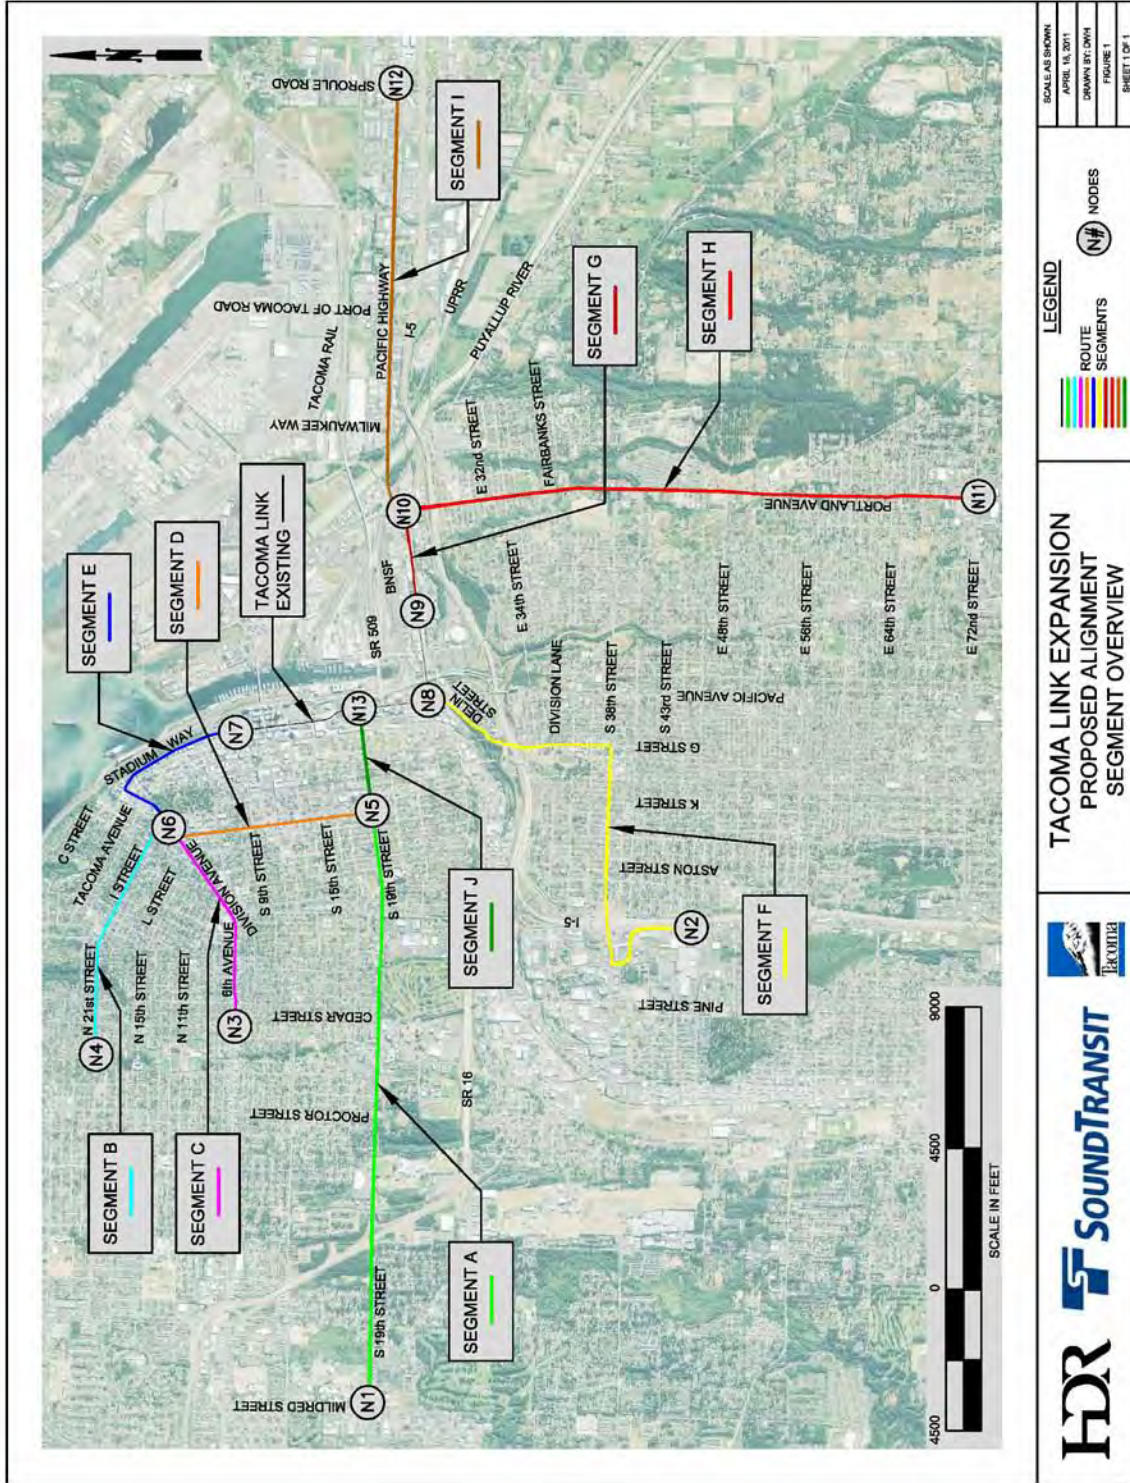 N
SPROULE ROAD
N12
SEGMENT I
PORT OF TACOMA ROAD
PACIFIC HIGHWAY
I-5
UPRR
PUYALLUP RIVER
TACOMA RAIL
MILWAUKEE WAY
SEGMENT G
SEGMENT H
E 32nd STREET
FAIRBANKS STREET
PORTLAND AVENUE
N11
N10
BNSF
N9
SR 509
E 34th STREET
E 48th STREET
E 56th STREET
E 64th STREET
E 72nd STREET
TACOMA LINK
EXISTING
SEGMENT D
SEGMENT E
STADIUM WAY
N7
N13
N8
DELIN
STREET
DIVISION LANE
S 38th STREET
S 43rd STREET
PACIFIC AVENUE
G STREET
K STREET
ASTON STREET
C STREET
TACOMA AVENUE
I STREET
L STREET
N6
DIVISION AVENUE
S 9th STREET
S 15th STREET
N5
S 19th STREET
SEGMENT J
I-5
N2
SEGMENT F
PINE STREET
N 21st STREET
N4
N 15th STREET
N 11th STREET
6th AVENUE
N3
CEDAR STREET
PROCTOR STREET
SR 16
SEGMENT B
SEGMENT C
SEGMENT A
S 19th STREET
N1
MILDRED STREET
4500
0
4500
9000
SCALE IN FEET
HDR
SOUNDTRANSIT
Tacoma
TACOMA LINK EXPANSION
PROPOSED ALIGNMENT
SEGMENT OVERVIEW
LEGEND
ROUTE
SEGMENTS
N#
NODES
SCALE AS SHOWN
APRIL 18, 2011
DRAWN BY: DWH
FIGURE 1
SHEET 1 OF 1